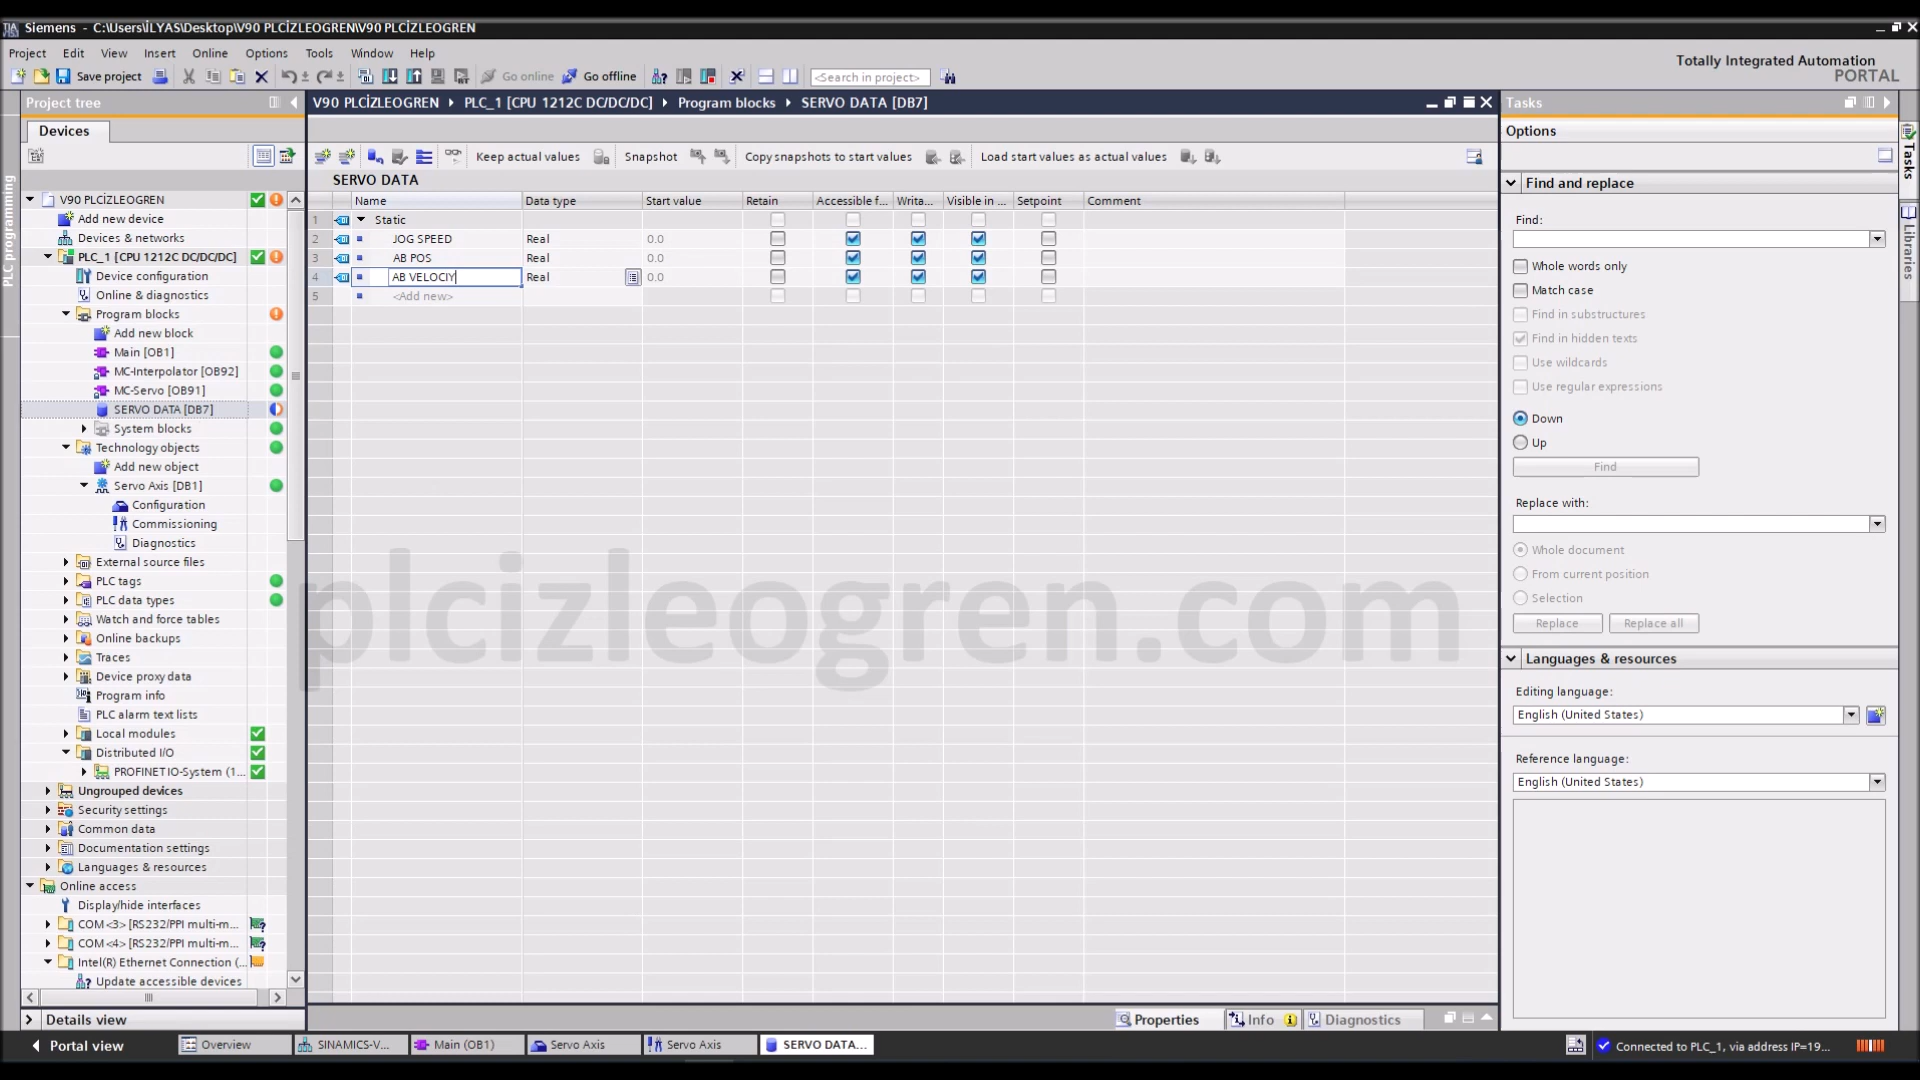 Siemens - C:\Users\İLYAS\Desktop\V90 PLCİZLEOGREN\V90 PLCİZLEOGREN
Project Edit View Insert Online Options Tools Window Help
Totally Integrated Automation
PORTAL
Save project Go online Go offline <Search in project>
Project tree
V90 PLCİZLEOGREN PLC_1 [CPU 1212C DC/DC/DC] Program blocks SERVO DATA [DB7]
Tasks
Devices
Options
Keep actual values Snapshot Copy snapshots to start values Load start values as actual values
SERVO DATA
Name Data type Start value Retain Accessible f... Writa... Visible in ... Setpoint Comment
1 Static
2 JOG SPEED Real 0.0
3 AB POS Real 0.0
4 AB VELOCIY Real 0.0
5 <Add new>
PLC programming
V90 PLCİZLEOGREN
Add new device
Devices & networks
PLC_1 [CPU 1212C DC/DC/DC]
Device configuration
Online & diagnostics
Program blocks
Add new block
Main [OB1]
MC-Interpolator [OB92]
MC-Servo [OB91]
SERVO DATA [DB7]
System blocks
Technology objects
Add new object
Servo Axis [DB1]
Configuration
Commissioning
Diagnostics
External source files
PLC tags
PLC data types
Watch and force tables
Online backups
Traces
Device proxy data
Program info
PLC alarm text lists
Local modules
Distributed I/O
PROFINET IO-System (1...
Ungrouped devices
Security settings
Common data
Documentation settings
Languages & resources
Online access
Display/hide interfaces
COM <3> [RS232/PPI multi-m...
COM <4> [RS232/PPI multi-m...
Intel(R) Ethernet Connection (...
Update accessible devices
Details view
plcizleogren.com
Find and replace
Find:
Whole words only
Match case
Find in substructures
Find in hidden texts
Use wildcards
Use regular expressions
Down
Up
Find
Replace with:
Whole document
From current position
Selection
Replace Replace all
Languages & resources
Editing language:
English (United States)
Reference language:
English (United States)
Tasks
Libraries
Properties Info Diagnostics
Portal view Overview SINAMICS-V... Main (OB1) Servo Axis Servo Axis SERVO DATA... Connected to PLC_1, via address IP=19...